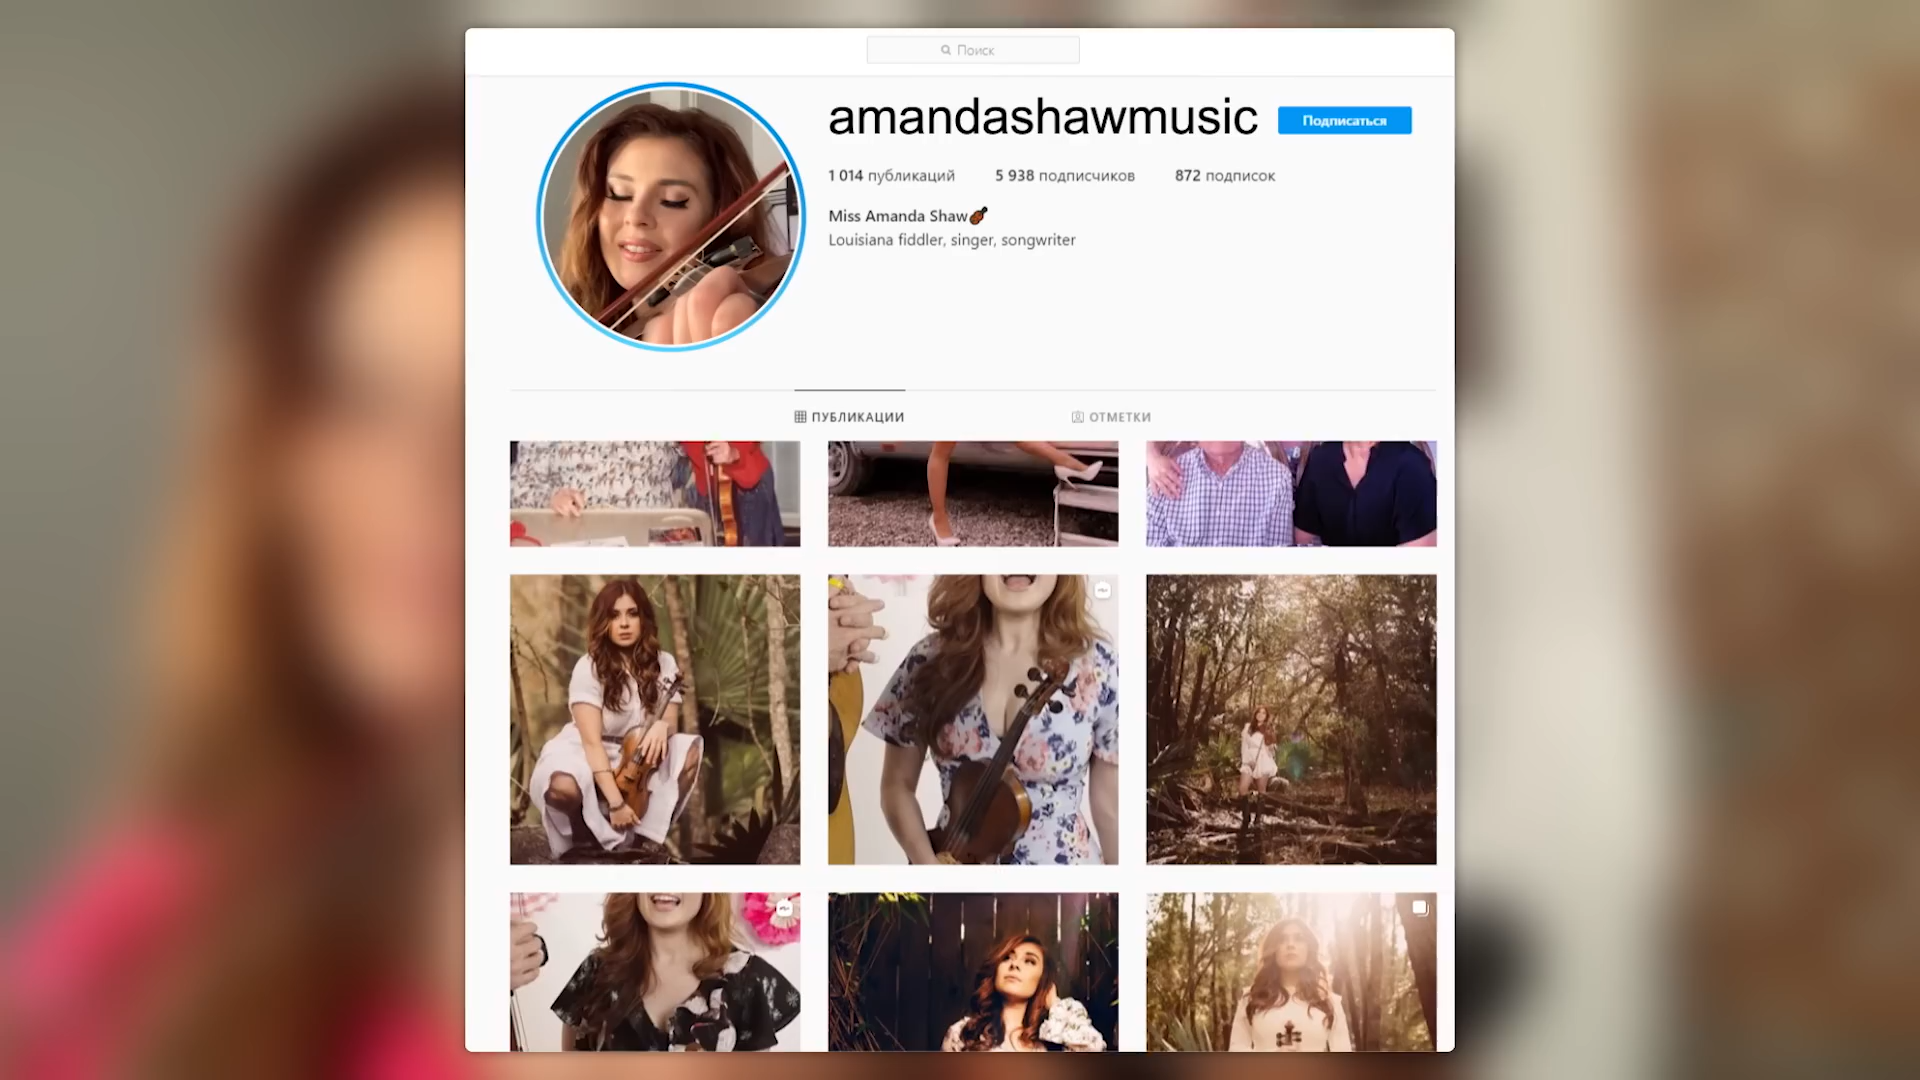 Поиск
amandashawmusic
Подписаться
1 014 публикаций 5 938 подписчиков 872 подписок
Miss Amanda Shaw🎻
Louisiana fiddler, singer, songwriter
ПУБЛИКАЦИИ ОТМЕТКИ